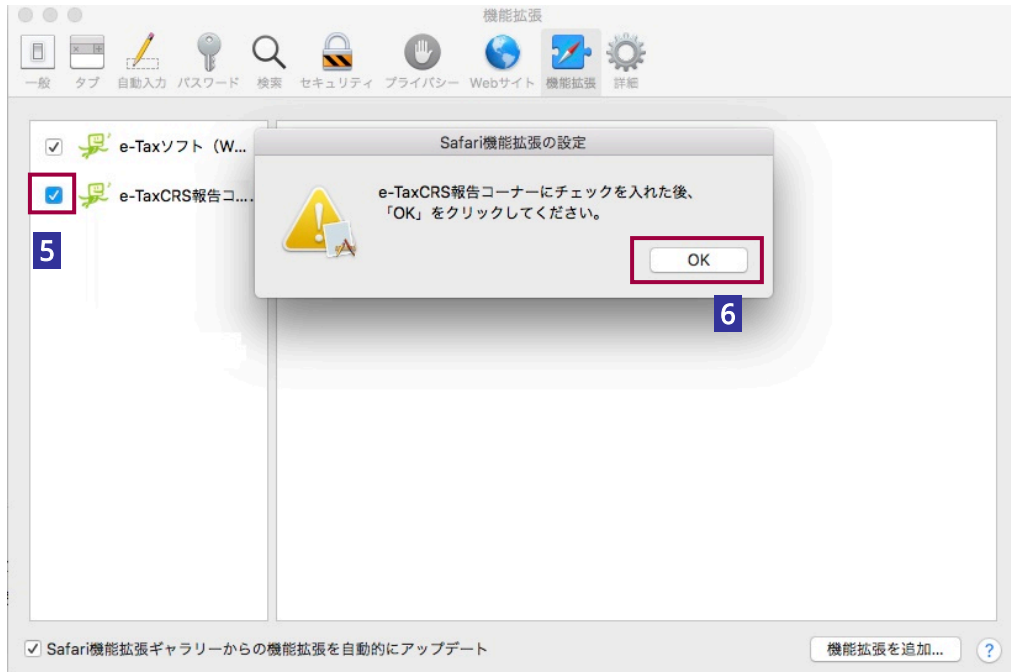 機能拡張
一般 タブ 自動入力 パスワード 検索 セキュリティ プライバシー Webサイト 機能拡張 詳細
e-Taxソフト（W...
e-TaxCRS報告コ....
5
Safari機能拡張の設定
e-TaxCRS報告コーナーにチェックを入れた後、
「OK」をクリックしてください。
OK
6
Safari機能拡張ギャラリーからの機能拡張を自動的にアップデート
機能拡張を追加...
?